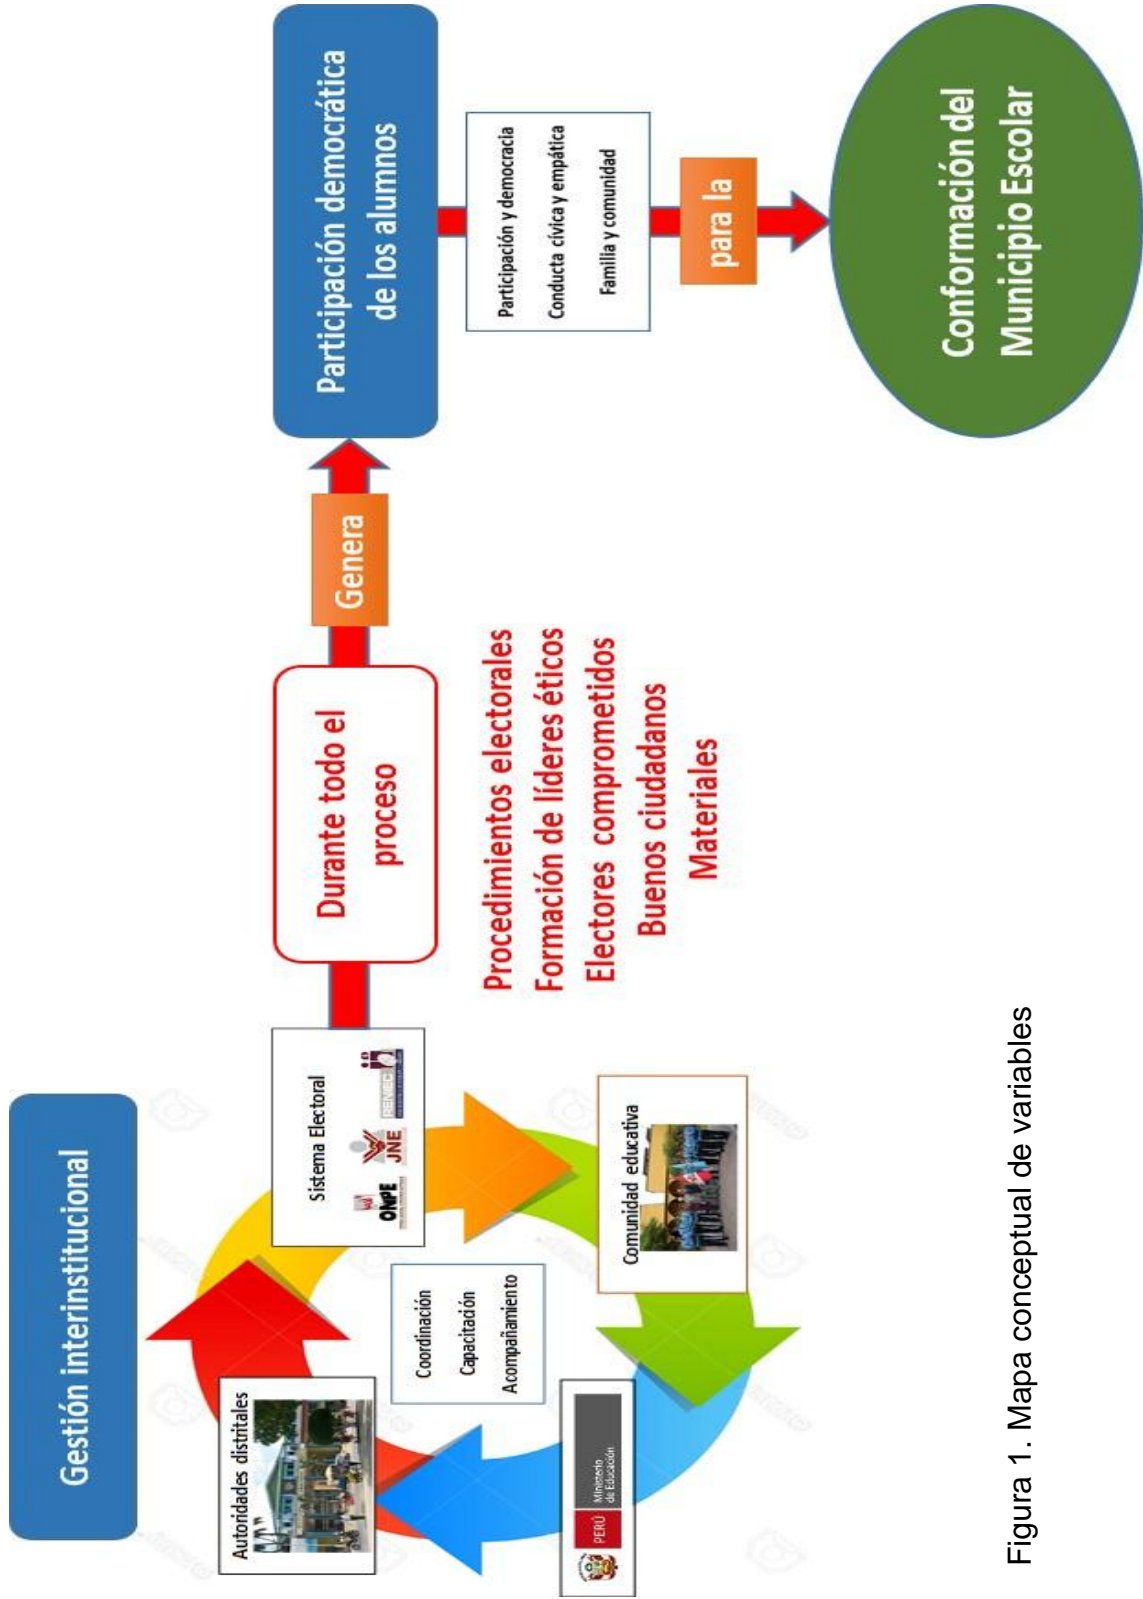 Gestión interinstitucional
Autoridades distritales
Sistema Electoral
ONPE
JNE
RENIEC
Coordinación
Capacitación
Acompañamiento
PERÚ
Ministerio
de Educación
Comunidad educativa
Durante todo el
proceso
Procedimientos electorales
Formación de líderes éticos
Electores comprometidos
Buenos ciudadanos
Materiales
Genera
Participación democrática
de los alumnos
Participación y democracia
Conducta cívica y empática
Familia y comunidad
para la
Conformación del
Municipio Escolar
Figura 1. Mapa conceptual de variables